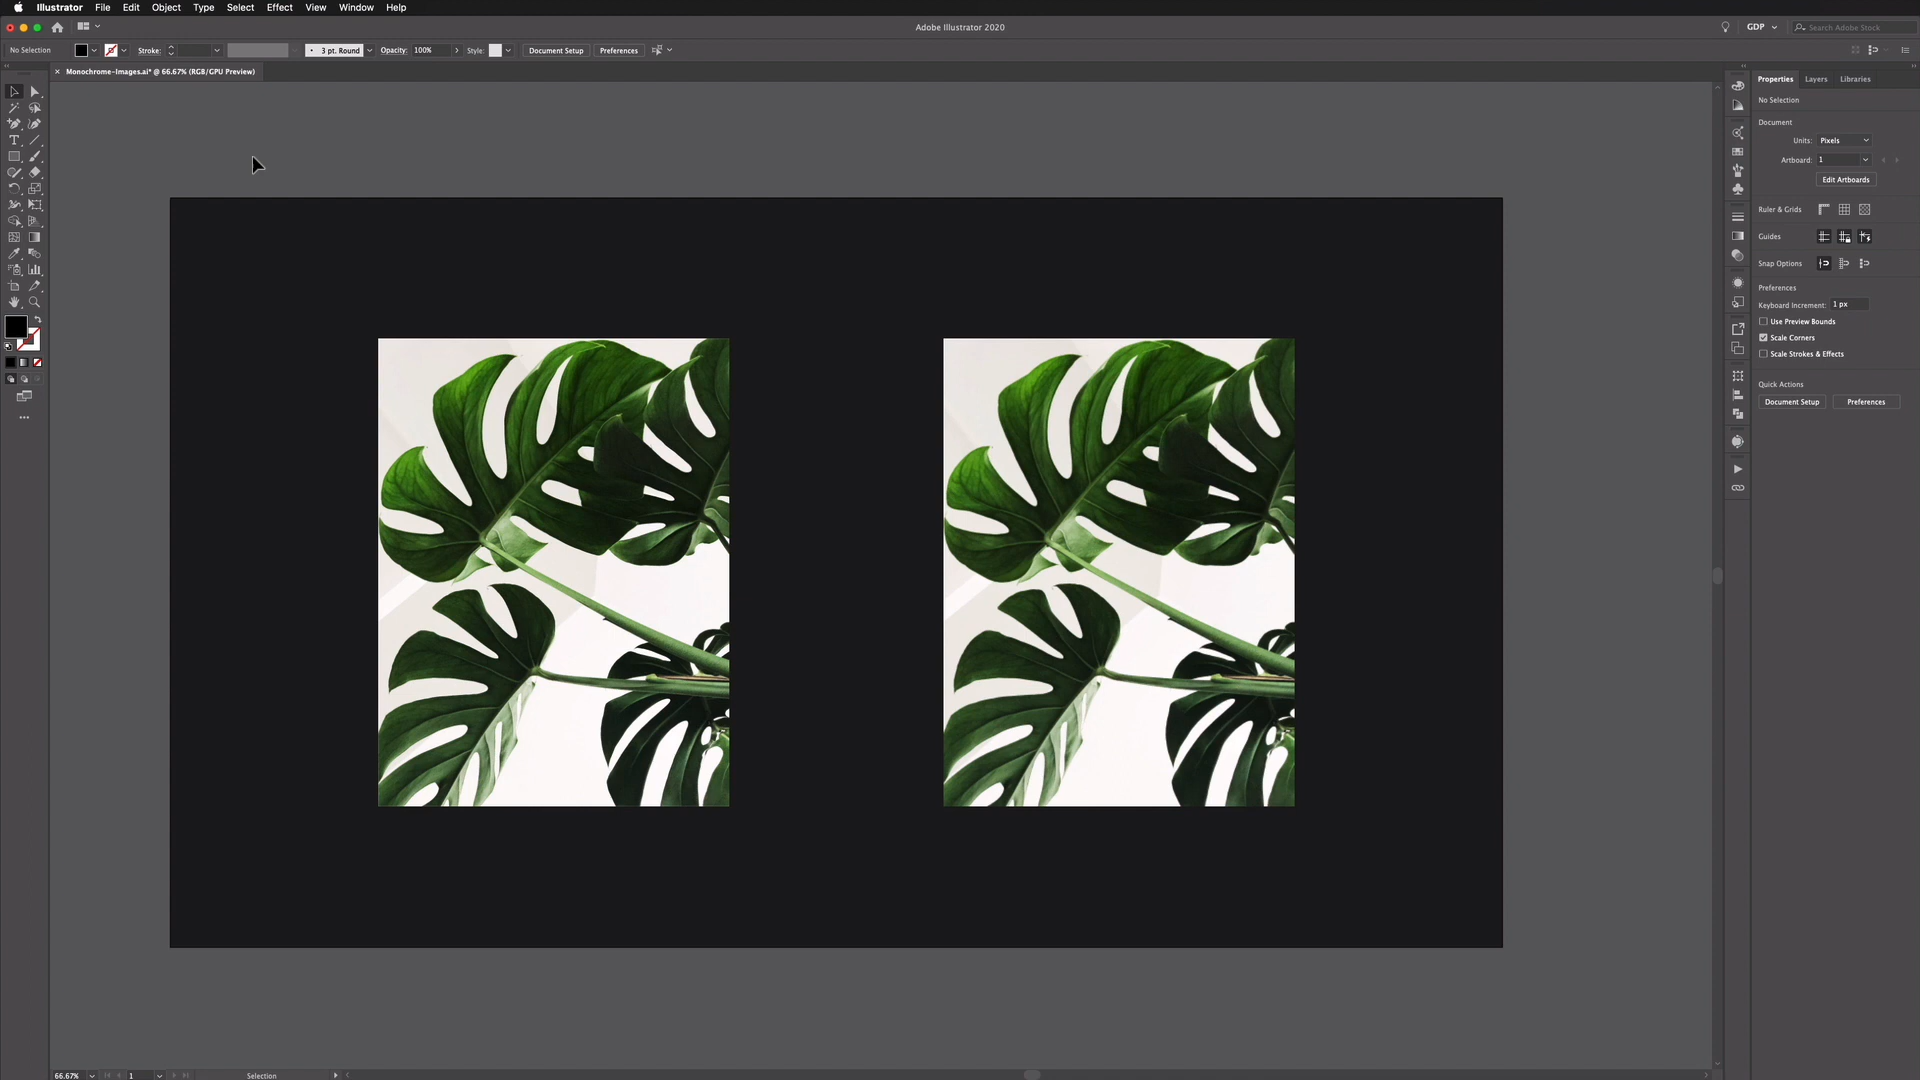 Illustrator File Edit Object Type Select Effect View Window Help
Adobe Illustrator 2020
GDP
Search Adobe Stock
No Selection
Stroke:
3 pt. Round
Opacity: 100%
Style:
Document Setup
Preferences
Monochrome-Images.ai* @ 66.67% (RGB/GPU Preview)
Properties Layers Libraries
No Selection
Document
Units: Pixels
Artboard: 1
Edit Artboards
Ruler & Grids
Guides
Snap Options
Preferences
Keyboard Increment: 1 px
Use Preview Bounds
Scale Corners
Scale Strokes & Effects
Quick Actions
Document Setup Preferences
66.67% 1 Selection